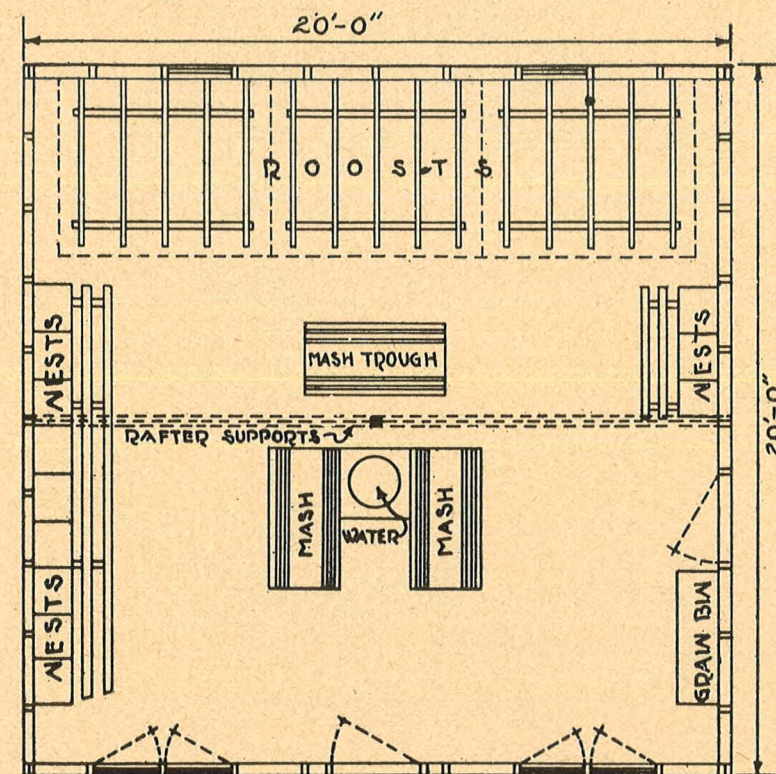 20'-0"
ROOSTS
NESTS
MASH TROUGH
NESTS
20'-0"
RAFTER SUPPORTS
MASH
WATER
MASH
NESTS
GRAIN BIN